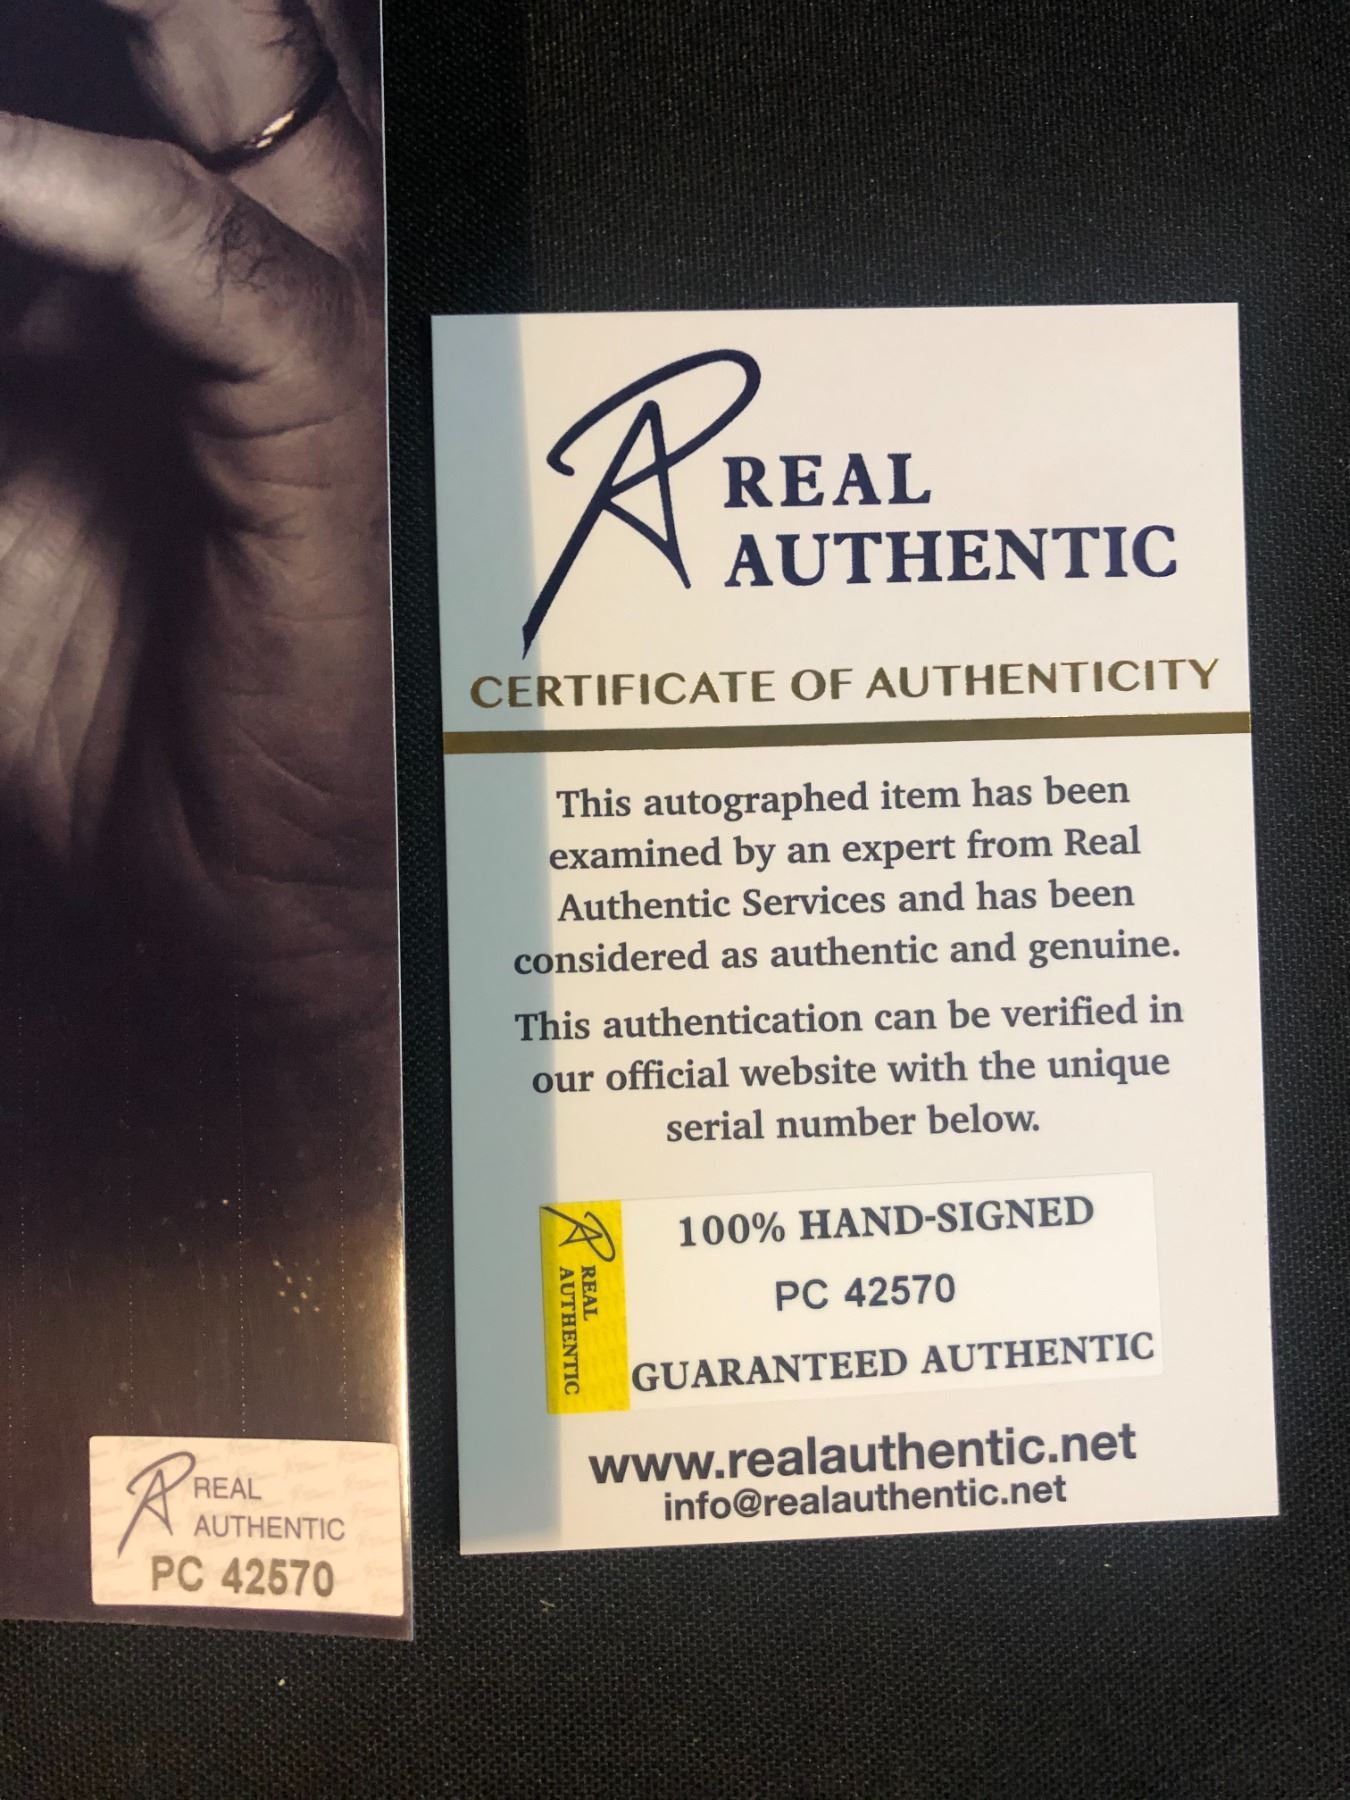 REAL
AUTHENTIC
CERTIFICATE OF AUTHENTICITY
This autographed item has been
examined by an expert from Real
Authentic Services and has been
considered as authentic and genuine.
This authentication can be verified in
our official website with the unique
serial number below.
REAL
AUTHENTIC
100% HAND-SIGNED
PC 42570
GUARANTEED AUTHENTIC
www.realauthentic.net
info@realauthentic.net
REAL
AUTHENTIC
PC 42570